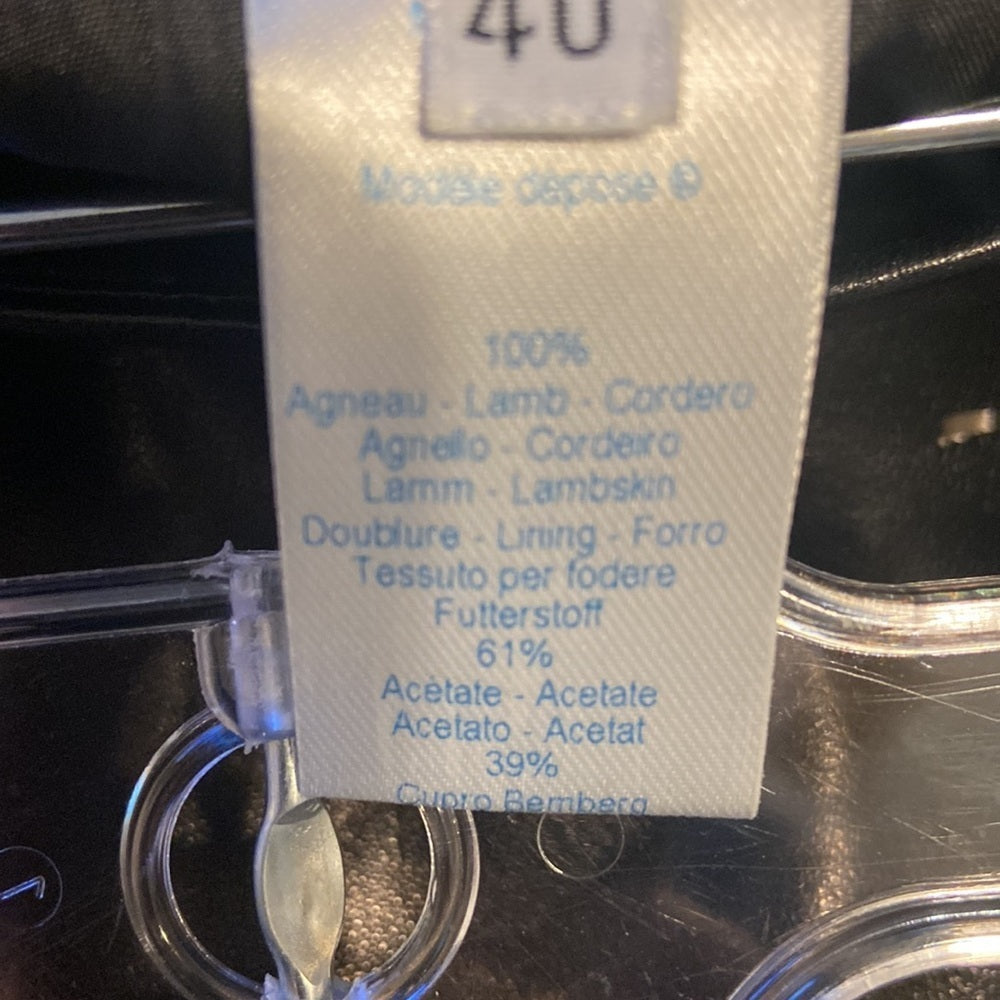 40
Modèle déposé ©
100%
Agneau - Lamb - Cordero
Agnello - Cordeiro
Lamm - Lambskin
Doublure - Lining - Forro
Tessuto per fodere
Futterstoff
61%
Acétate - Acetate
Acetato - Acetat
39%
Cupro Bemberg
7